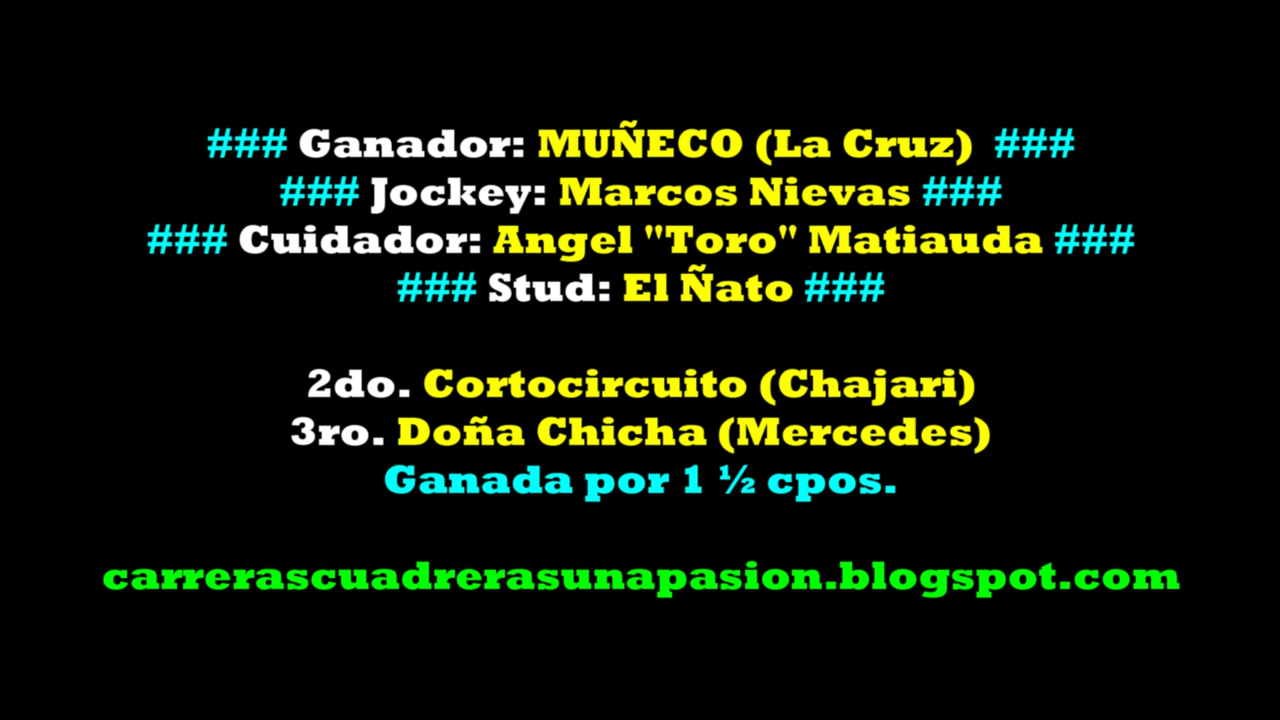 ### Ganador: MUÑECO (La Cruz) ###
### Jockey: Marcos Nievas ###
### Cuidador: Angel "Toro" Matiauda ###
### Stud: El Ñato ###
2do. Cortocircuito (Chajari)
3ro. Doña Chicha (Mercedes)
Ganada por 1 ½ cpos.
carrerascuadrerasunapasion.blogspot.com